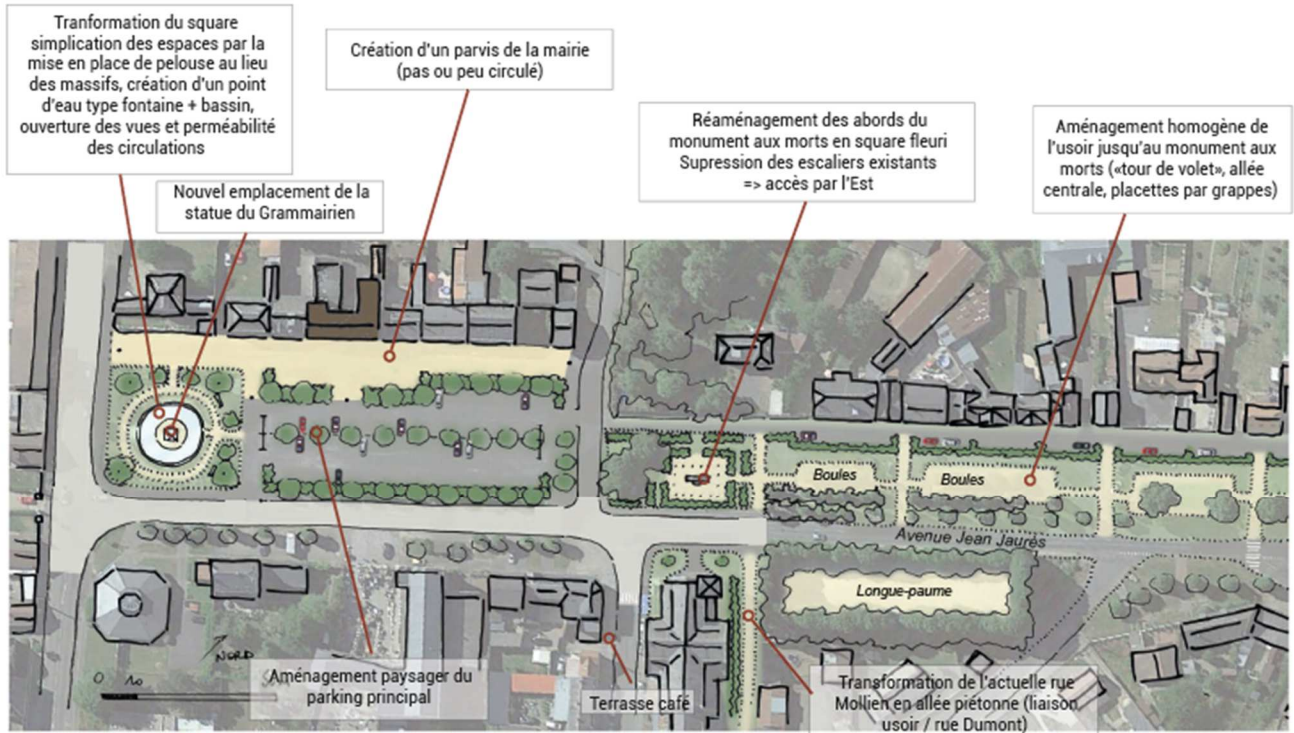 Tranformation du square
simplication des espaces par la
mise en place de pelouse au lieu
des massifs, création d'un point
d'eau type fontaine + bassin,
ouverture des vues et perméabilité
des circulations
Nouvel emplacement de la
statue du Grammairien
Création d'un parvis de la mairie
(pas ou peu circulé)
Réaménagement des abords du
monument aux morts en square fleuri
Supression des escaliers existants
=> accès par l'Est
Aménagement homogène de
l'usoir jusqu'au monument aux
morts («tour de volet», allée
centrale, placettes par grappes)
Boules
Boules
Avenue Jean Jaurès
Longue-paume
NORD
0 10
Aménagement paysager du
parking principal
Terrasse café
Transformation de l'actuelle rue
Mollien en allée piétonne (liaison
usoir / rue Dumont)